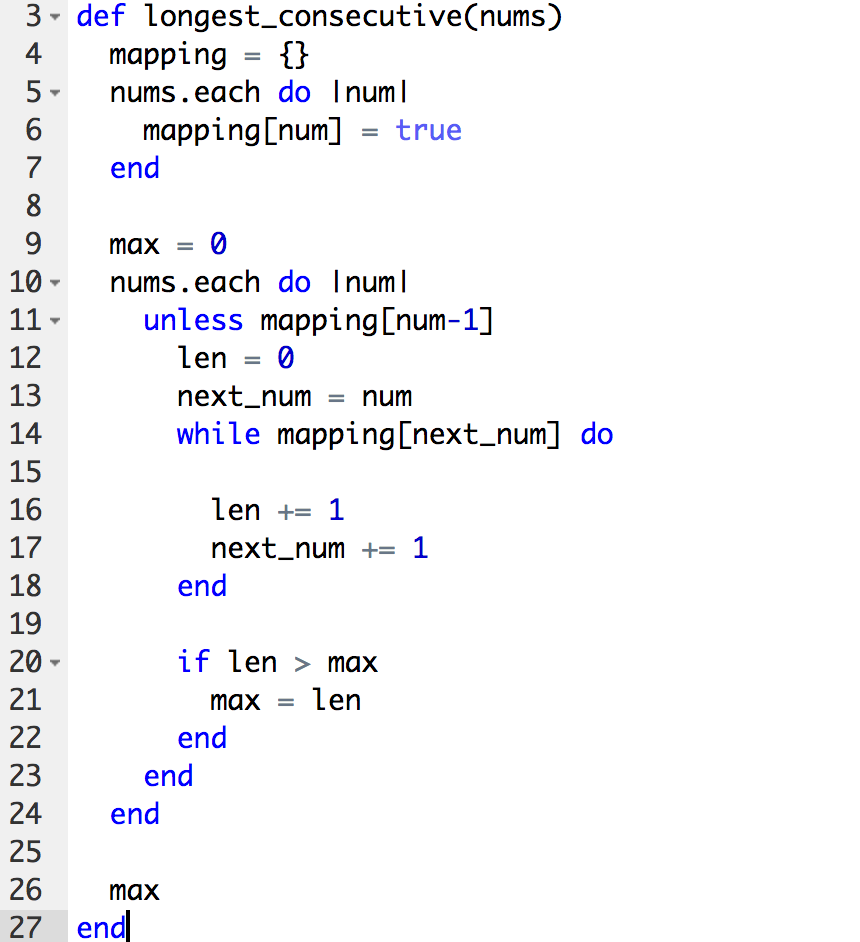 3 def longest_consecutive(nums)
4   mapping = {}
5   nums.each do |num|
6     mapping[num] = true
7   end
8
9   max = 0
10   nums.each do |num|
11     unless mapping[num-1]
12       len = 0
13       next_num = num
14       while mapping[next_num] do
15
16         len += 1
17         next_num += 1
18       end
19
20       if len > max
21         max = len
22       end
23     end
24   end
25
26   max
27 end